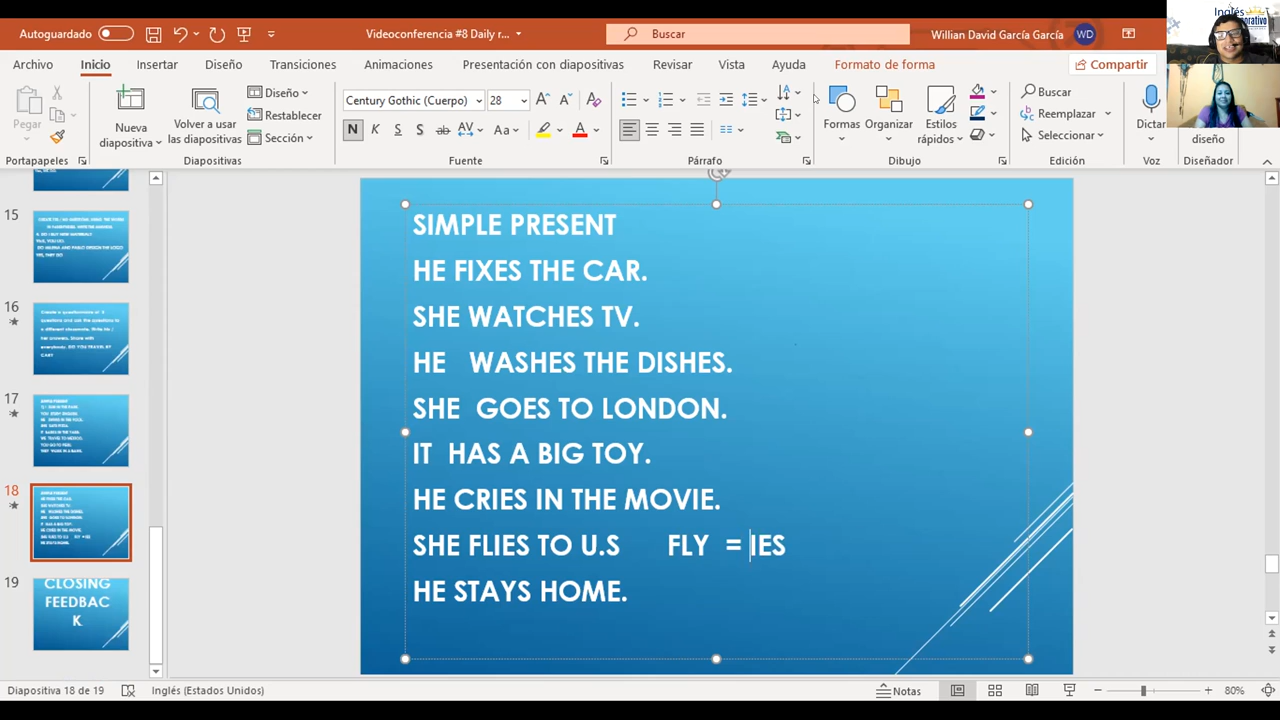 Autoguardado
Videoconferencia #8 Daily r...
Buscar
Willian David García García
WD
Inglés
Archivo
Inicio
Insertar
Diseño
Transiciones
Animaciones
Presentación con diapositivas
Revisar
Vista
Ayuda
Formato de forma
Compartir
Pegar
Nueva diapositiva
Volver a usar las diapositivas
Diseño
Restablecer
Sección
Century Gothic (Cuerpo)
28
N K S S ab AV Aa A
Formas
Organizar
Estilos rápidos
Buscar
Reemplazar
Seleccionar
Dictar
diseño
Portapapeles
Diapositivas
Fuente
Párrafo
Dibujo
Edición
Voz
Diseñador
15
16
17
18
19
CLOSING
FEEDBAC
K
SIMPLE PRESENT
HE FIXES THE CAR.
SHE WATCHES TV.
HE WASHES THE DISHES.
SHE GOES TO LONDON.
IT HAS A BIG TOY.
HE CRIES IN THE MOVIE.
SHE FLIES TO U.S FLY = IES
HE STAYS HOME.
Diapositiva 18 de 19
Inglés (Estados Unidos)
Notas
80%